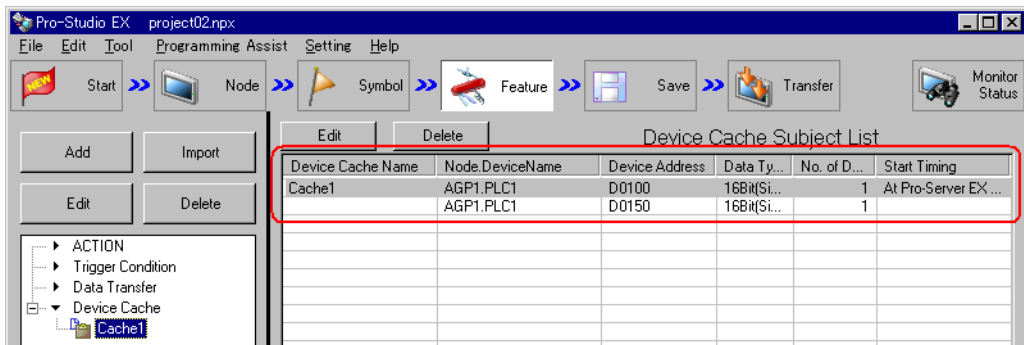 Pro-Studio EX project02.npx
File Edit Tool Programming Assist Setting Help
NEW Start Node Symbol Feature Save Transfer Monitor Status
Add Import
Edit Delete
ACTION
Trigger Condition
Data Transfer
Device Cache
Cache1
Edit Delete Device Cache Subject List
Device Cache Name Node.DeviceName Device Address Data Ty... No. of D... Start Timing
Cache1 AGP1.PLC1 D0100 16Bit(Si... 1 At Pro-Server EX ...
AGP1.PLC1 D0150 16Bit(Si... 1